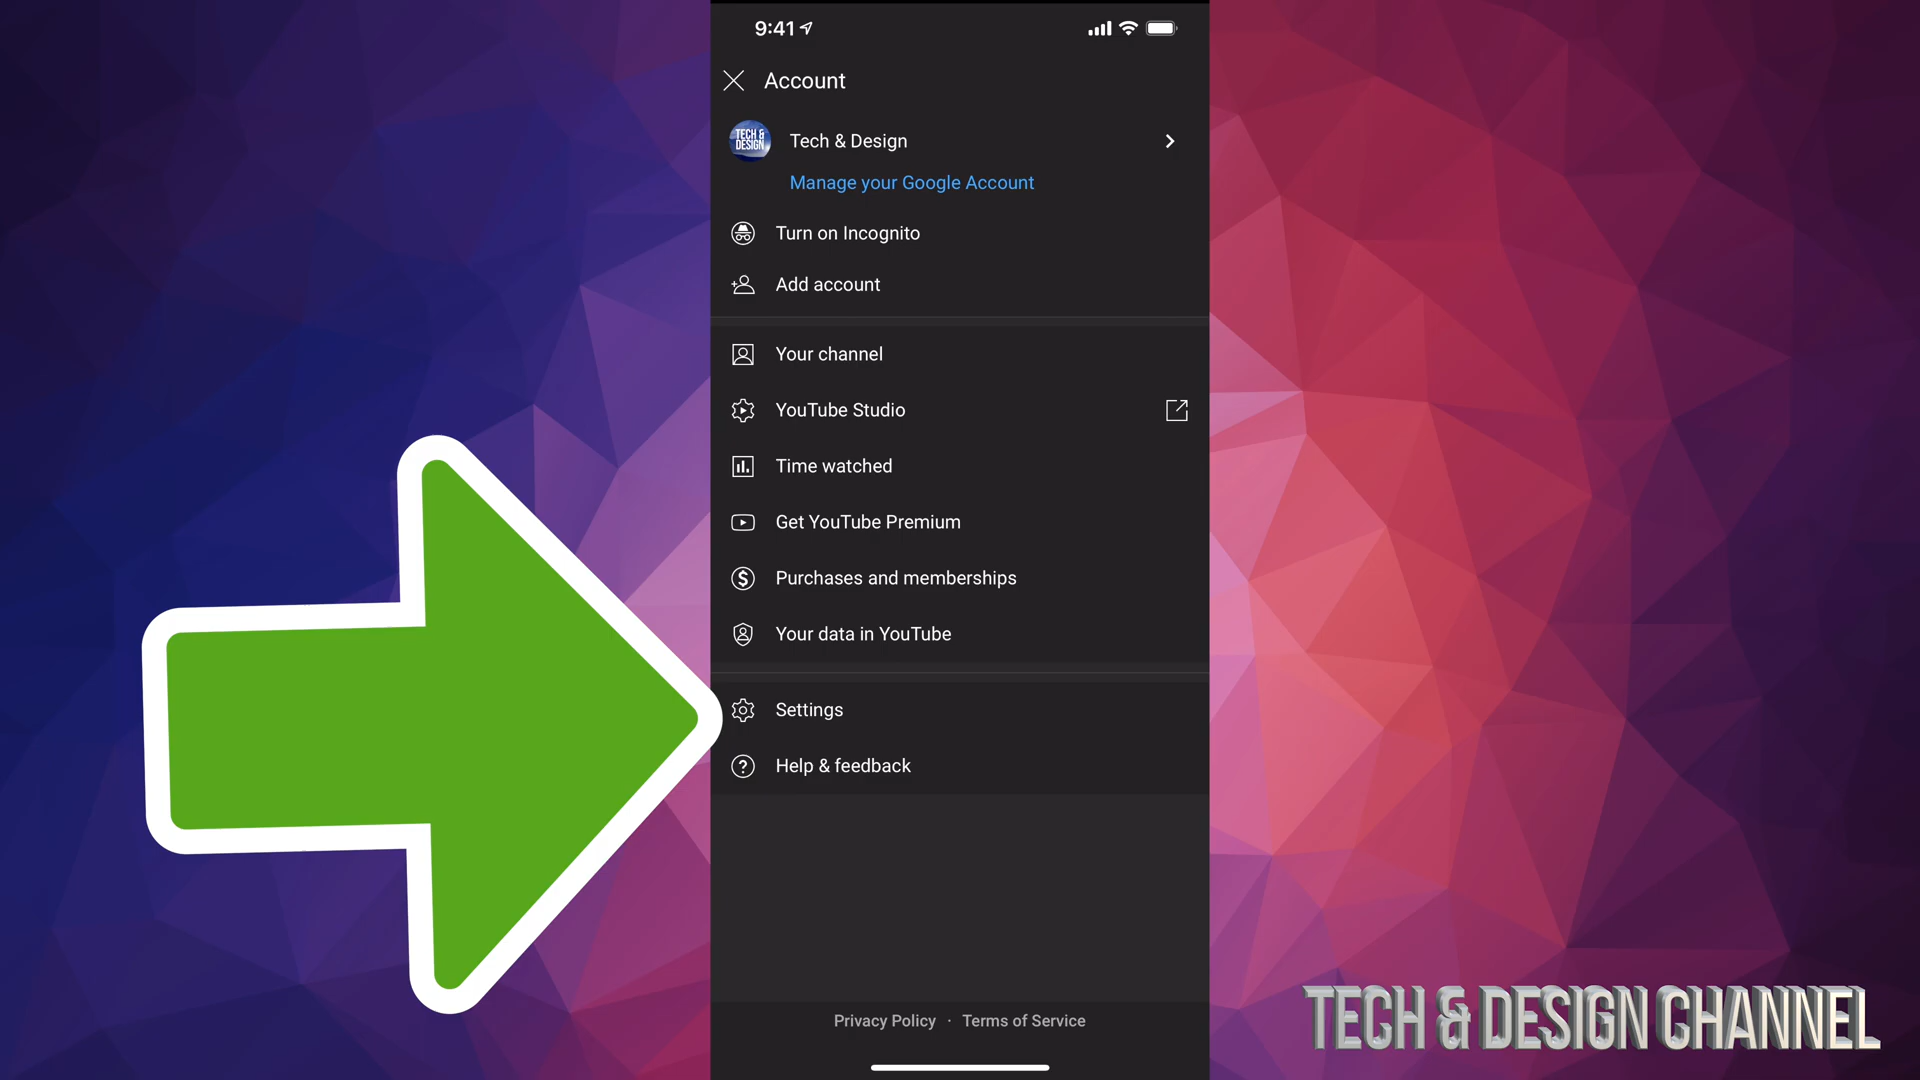 9:41
Account
TECH &
DESIGN
Tech & Design
Manage your Google Account
Turn on Incognito
Add account
Your channel
YouTube Studio
Time watched
Get YouTube Premium
Purchases and memberships
Your data in YouTube
Settings
Help & feedback
Privacy Policy · Terms of Service
TECH & DESIGN CHANNEL